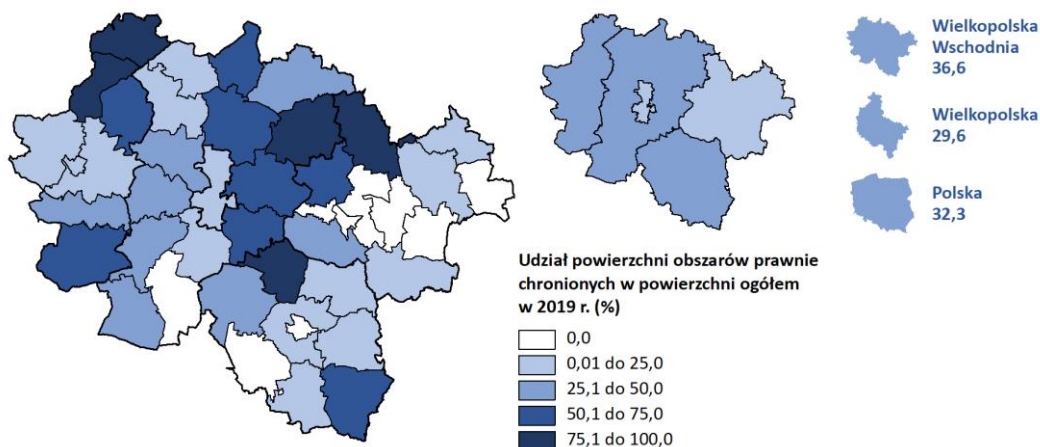 Wielkopolska
Wschodnia
36,6
Wielkopolska
29,6
Polska
32,3
Udział powierzchni obszarów prawnie
chronionych w powierzchni ogółem
w 2019 r. (%)
0,0
0,01 do 25,0
25,1 do 50,0
50,1 do 75,0
75,1 do 100,0